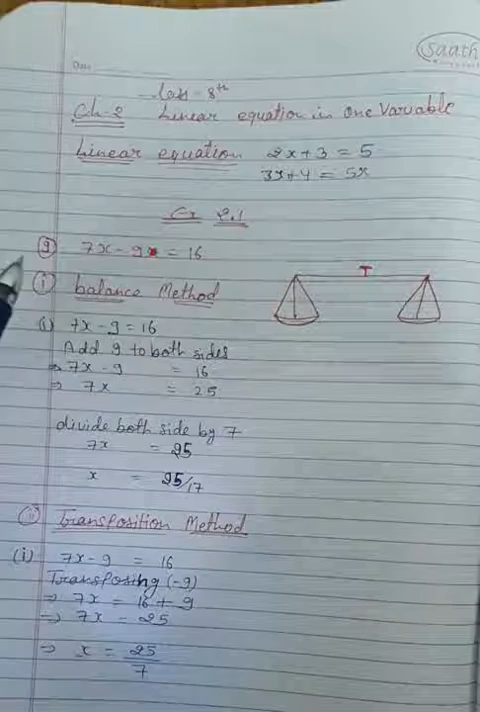 Saath
Class - 8th
Ch-2 Linear equation in One Variable
Linear equation 2x+3 = 5
3x+4 = 5x
Ex 2.1
9 7x - 9 = 16
(i) balance Method
T
(i) 7x - 9 = 16
Add 9 to both sides
⇒ 7x - 9 = 16
⇒ 7x = 25
divide both side by 7
7x = 25
x = 25/17
(ii) Transposition Method
(i) 7x - 9 = 16
Transposing (-9)
⇒ 7x = 16 + 9
⇒ 7x = 25
⇒ x = 25
7